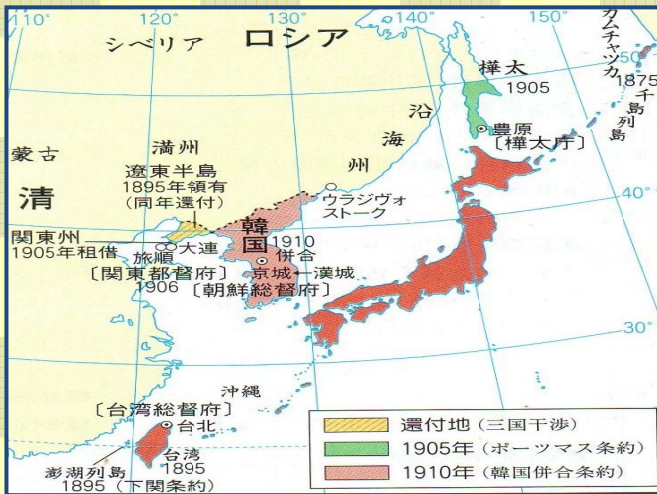 110°
120°
130°
140°
150°
シベリア
ロシア
カムチャツカ
50°
樺太
1905
1875
千島列島
沿海州
豊原
〔樺太庁〕
蒙古
満州
遼東半島
1895年領有
(同年還付)
清
ウラジヴォ
ストーク
40°
関東州
1905年租借
大連
旅順
韓国
1910
併合
京城←漢城
〔関東都督府〕
1906
〔朝鮮総督府〕
30°
沖縄
〔台湾総督府〕
台北
台湾
1895
澎湖列島
1895(下関条約)
還付地(三国干渉)
1905年(ポーツマス条約)
1910年(韓国併合条約)